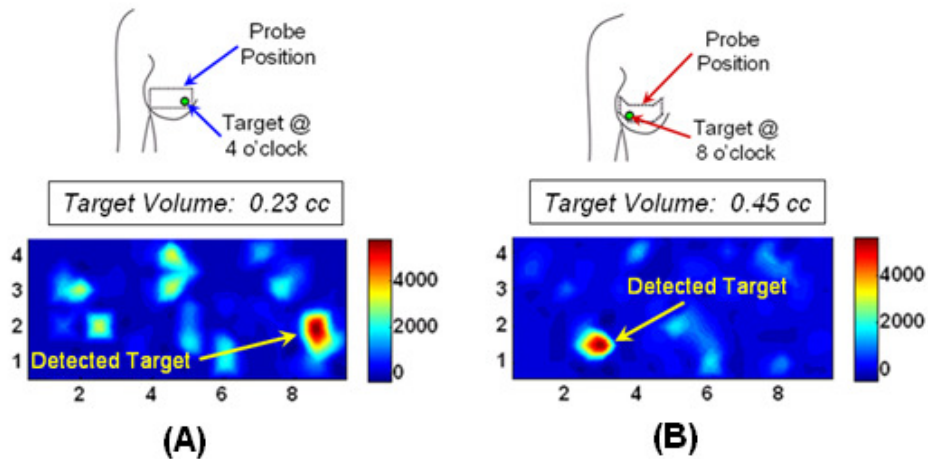 Probe
Position
Target @
4 o'clock
Target Volume: 0.23 cc
4
3
2
1
Detected Target
2 4 6 8
4000
2000
0
(A)
Probe
Position
Target @
8 o'clock
Target Volume: 0.45 cc
4
3
2
1
Detected Target
2 4 6 8
4000
2000
0
(B)